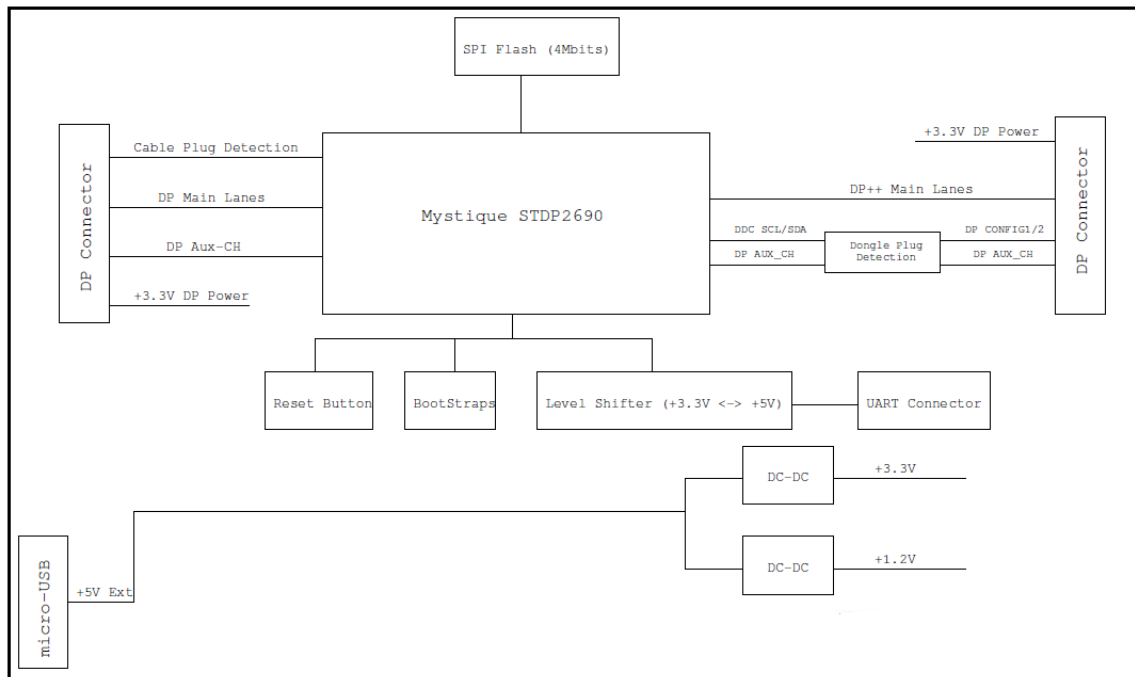 SPI Flash (4Mbits)
DP Connector
Cable Plug Detection
DP Main Lanes
DP Aux-CH
+3.3V DP Power
Mystique STDP2690
+3.3V DP Power
DP++ Main Lanes
DDC SCL/SDA
DP AUX_CH
Dongle Plug
Detection
DP CONFIG1/2
DP AUX_CH
DP Connector
Reset Button
BootStraps
Level Shifter (+3.3V <-> +5V)
UART Connector
micro-USB
+5V Ext
DC-DC
+3.3V
DC-DC
+1.2V